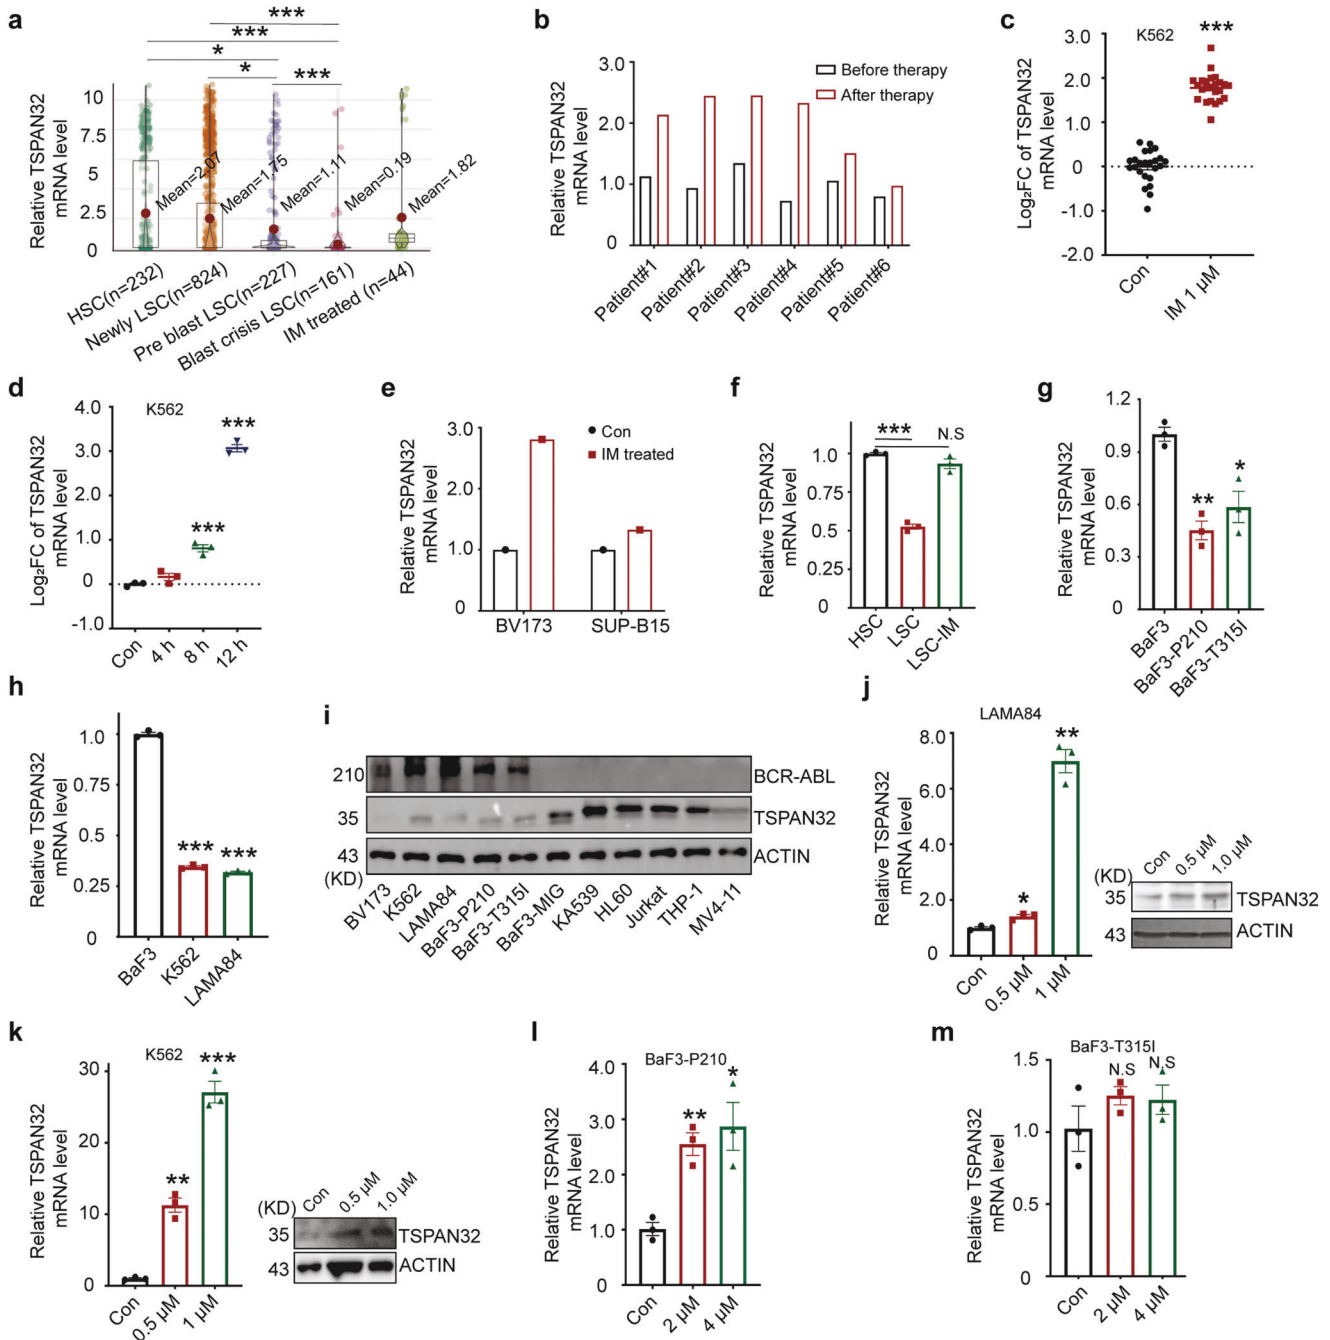 a
***
***
*
*
***
Relative TSPAN32
mRNA level
10
7.5
5
2.5
0
Mean=2.07
Mean=1.75
Mean=1.11
Mean=0.19
Mean=1.82
HSC(n=232)
Newly LSC(n=824)
Pre blast LSC(n=227)
Blast crisis LSC(n=161)
IM treated (n=44)
b
Relative TSPAN32
mRNA level
3.0
2.0
1.0
0
Before therapy
After therapy
Patient#1
Patient#2
Patient#3
Patient#4
Patient#5
Patient#6
c
K562
***
Log₂FC of TSPAN32
mRNA level
3.0
2.0
1.0
0
-1.0
-2.0
Con
IM 1 μM
d
K562
Log₂FC of TSPAN32
mRNA level
4.0
3.0
2.0
1.0
0
-1.0
***
***
Con
4 h
8 h
12 h
e
Relative TSPAN32
mRNA level
3.0
2.0
1.0
0
Con
IM treated
BV173
SUP-B15
f
Relative TSPAN32
mRNA level
1.0
0.75
0.5
0.25
0
***
N.S
HSC
LSC
LSC-IM
g
Relative TSPAN32
mRNA level
1.2
0.9
0.6
0.3
0
**
*
BaF3
BaF3-P210
BaF3-T315I
h
Relative TSPAN32
mRNA level
1.0
0.75
0.5
0.25
0
***
***
BaF3
K562
LAMA84
i
210
BCR-ABL
35
TSPAN32
43
ACTIN
(KD)
BV173
K562
LAMA84
BaF3-P210
BaF3-T315I
BaF3-MIG
KA539
HL60
Jurkat
THP-1
MV4-11
j
LAMA84
Relative TSPAN32
mRNA level
8.0
6.0
4.0
2.0
0
*
**
Con
0.5 μM
1 μM
(KD)
Con
0.5 μM
1.0 μM
35
TSPAN32
43
ACTIN
k
K562
Relative TSPAN32
mRNA level
30
20
10
0
**
***
Con
0.5 μM
1 μM
(KD)
Con
0.5 μM
1.0 μM
35
TSPAN32
43
ACTIN
l
BaF3-P210
Relative TSPAN32
mRNA level
4.0
3.0
2.0
1.0
0
**
*
Con
2 μM
4 μM
m
BaF3-T315I
N.S
N.S
Relative TSPAN32
mRNA level
1.5
1.0
0.5
0
Con
2 μM
4 μM